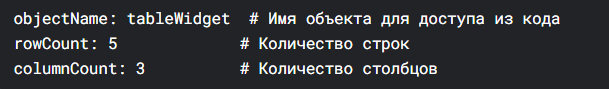 objectName: tableWidget  # Имя объекта для доступа из кода
rowCount: 5              # Количество строк
columnCount: 3           # Количество столбцов